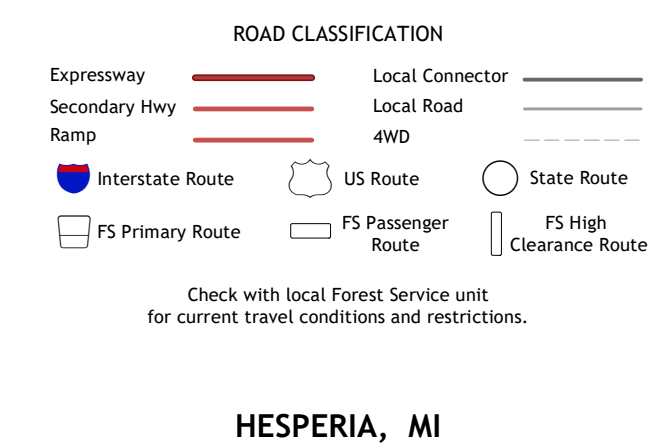 ROAD CLASSIFICATION
Expressway
Local Connector
Secondary Hwy
Local Road
Ramp
4WD
Interstate Route
US Route
State Route
FS Primary Route
FS Passenger
Route
FS High
Clearance Route
Check with local Forest Service unit
for current travel conditions and restrictions.
HESPERIA, MI